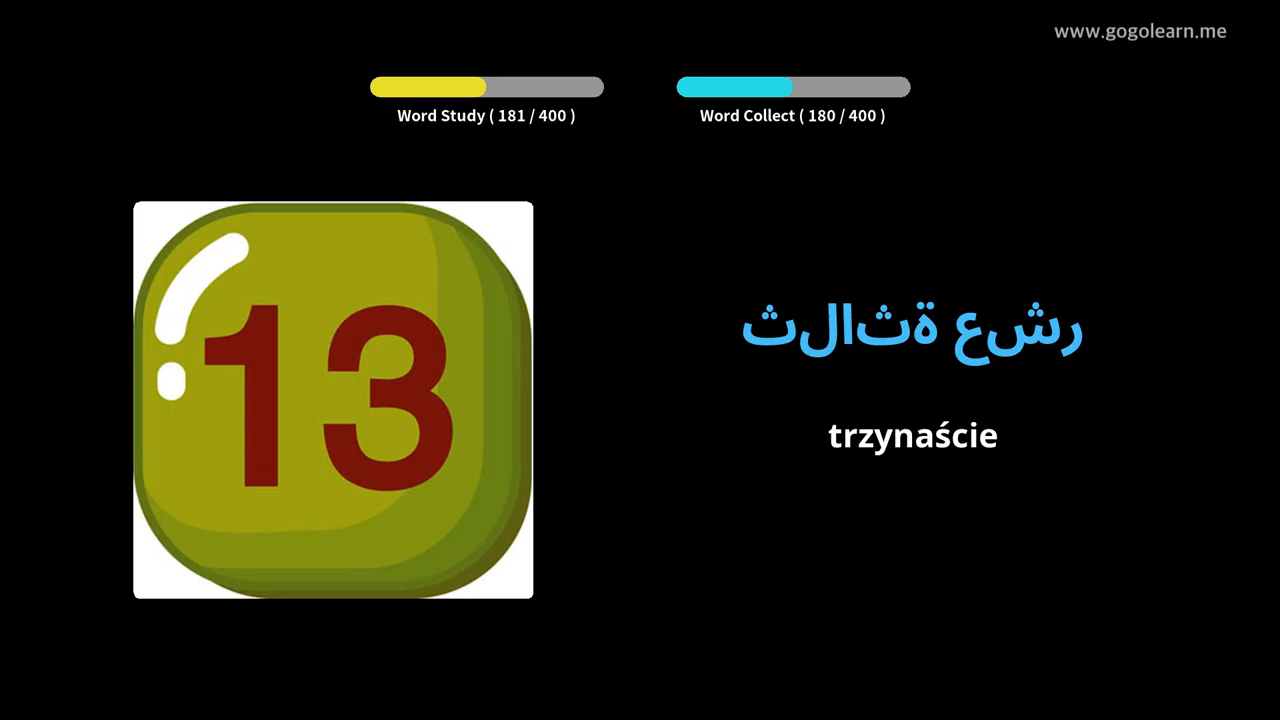 www.gogolearn.me
Word Study ( 181 / 400 )
Word Collect ( 180 / 400 )
13
رشع ةثالث
trzynaście